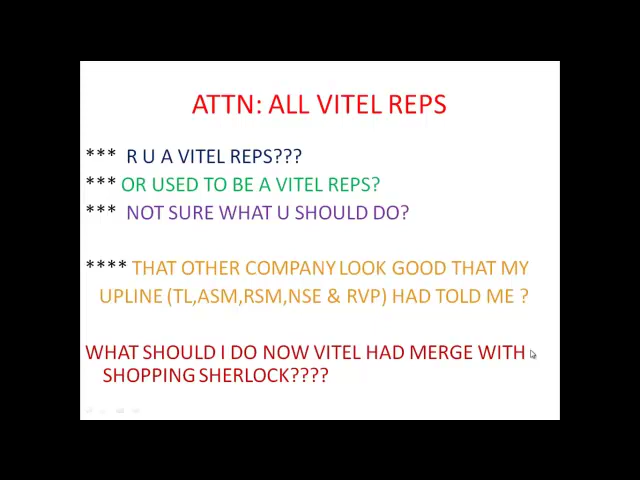 ATTN: ALL VITEL REPS
*** R U A VITEL REPS???
*** OR USED TO BE A VITEL REPS?
*** NOT SURE WHAT U SHOULD DO?
**** THAT OTHER COMPANY LOOK GOOD THAT MY
UPLINE (TL,ASM,RSM,NSE & RVP) HAD TOLD ME ?
WHAT SHOULD I DO NOW VITEL HAD MERGE WITH
SHOPPING SHERLOCK????